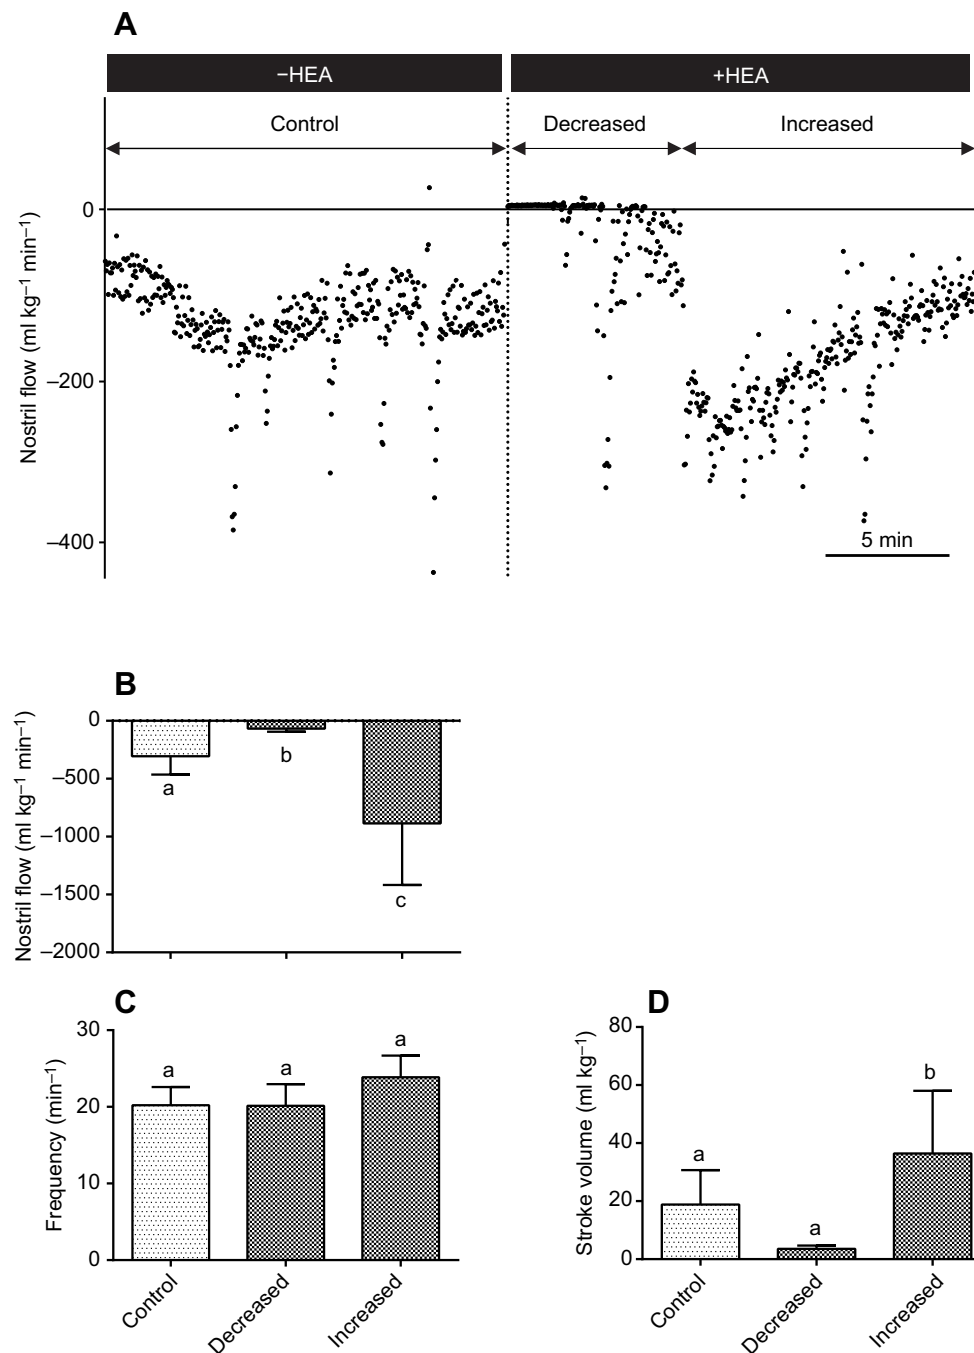 A
−HEA +HEA
Control Decreased Increased
Nostril flow (ml kg⁻¹ min⁻¹)
0
−200
−400
5 min
B
Nostril flow (ml kg⁻¹ min⁻¹)
0
−500
−1000
−1500
−2000
a b c
C
Frequency (min⁻¹)
30
20
10
0
a a a
Control Decreased Increased
D
Stroke volume (ml kg⁻¹)
80
60
40
20
0
a a b
Control Decreased Increased